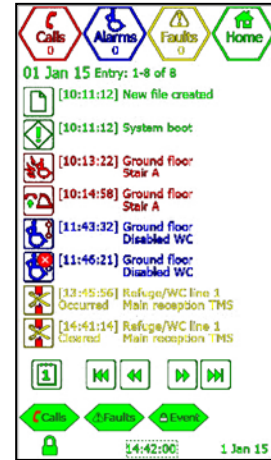 Calls Alarms Faults Home
0 0 0
01 Jan 15 Entry: 1-8 of 8
[10:11:12] New file created
[10:11:12] System boot
[10:13:22] Ground floor
Stair A
[10:14:58] Ground floor
Stair A
[11:43:32] Ground floor
Disabled WC
[11:46:21] Ground floor
Disabled WC
[13:45:56] Refuge/WC line 1
Occurred Main reception TMS
[14:41:14] Refuge/WC line 1
Cleared Main reception TMS
1
Calls Faults Event
14:42:00 1 Jan 15